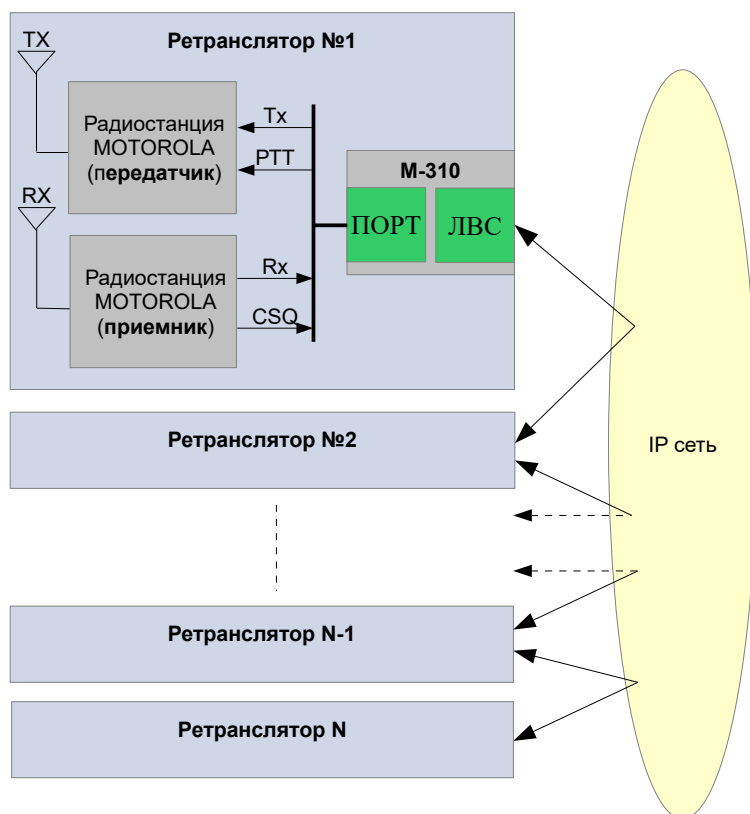 Ретранслятор №1
TX
Радиостанция
MOTOROLA
(передатчик)
Tx
PTT
RX
Радиостанция
MOTOROLA
(приемник)
Rx
CSQ
М-310
ПОРТ
ЛВС
Ретранслятор №2
IP сеть
Ретранслятор N-1
Ретранслятор N